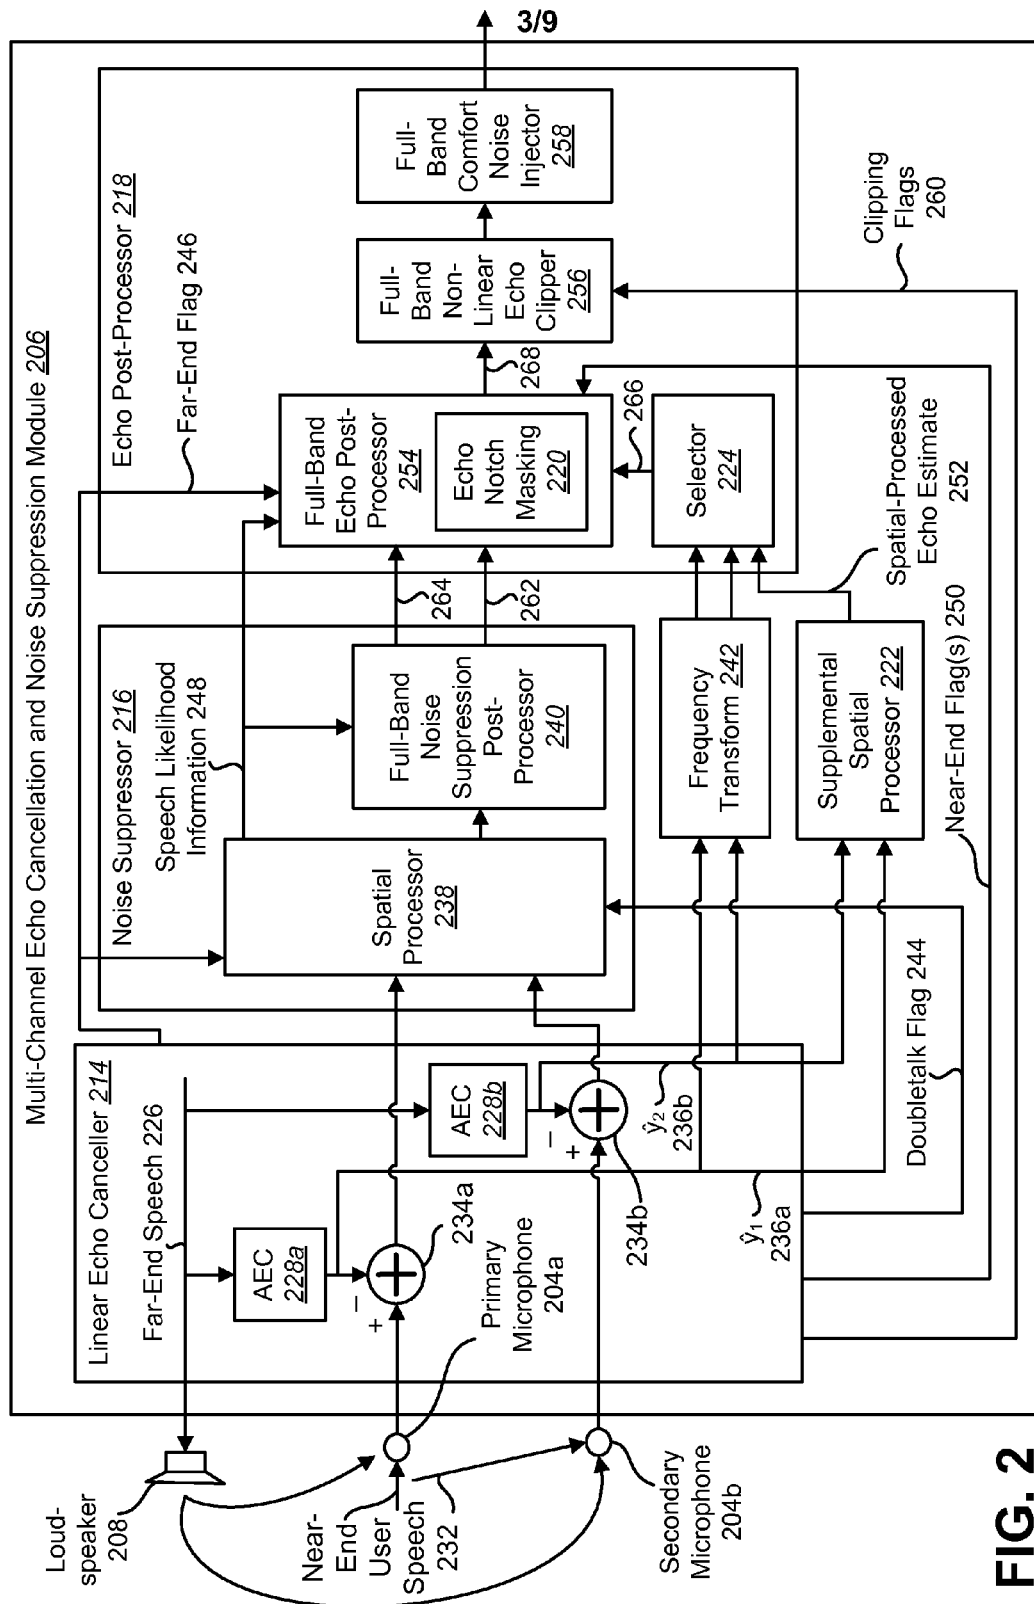 3/9
Multi-Channel Echo Cancellation and Noise Suppression Module 206
Linear Echo Canceller 214
Far-End Speech 226
AEC
228a
AEC
228b
+
−
+
−
234a
234b
Primary
Microphone
204a
Secondary
Microphone
204b
Loud-
speaker
208
Near-
End
User
Speech
232
ŷ₁
236a
ŷ₂
236b
Noise Suppressor 216
Speech Likelihood
Information 248
Spatial
Processor
238
Full-Band
Noise
Suppression
Post-
Processor
240
Frequency
Transform 242
Supplemental
Spatial
Processor 222
Doubletalk Flag 244
Near-End Flag(s) 250
Echo Post-Processor 218
Far-End Flag 246
Full-Band
Echo Post-
Processor
254
Echo
Notch
Masking
220
Selector
224
264
262
266
268
Full-
Band
Non-
Linear
Echo
Clipper
256
Full-
Band
Comfort
Noise
Injector
258
Spatial-Processed
Echo Estimate
252
Clipping
Flags
260
FIG. 2